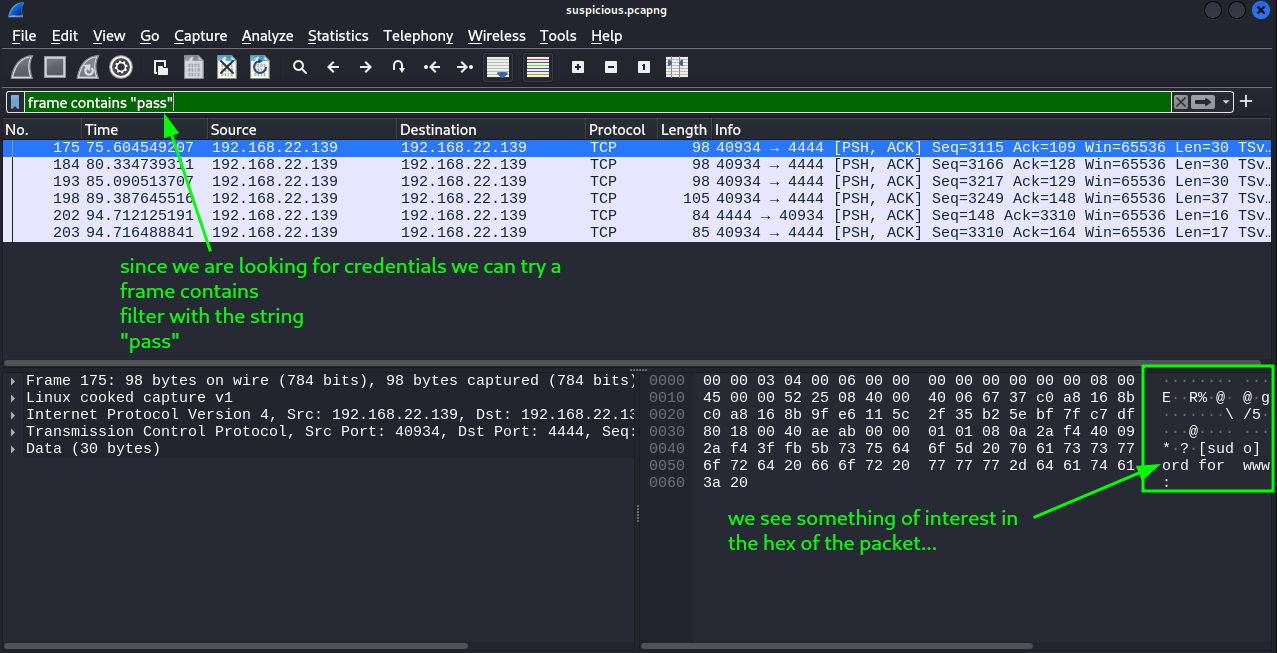 suspicious.pcapng
File Edit View Go Capture Analyze Statistics Telephony Wireless Tools Help
frame contains "pass"
No. Time Source Destination Protocol Length Info
175 75.604549207 192.168.22.139 192.168.22.139 TCP 98 40934 → 4444 [PSH, ACK] Seq=3115 Ack=109 Win=65536 Len=30 TSv…
184 80.3347393 192.168.22.139 192.168.22.139 TCP 98 40934 → 4444 [PSH, ACK] Seq=3166 Ack=128 Win=65536 Len=30 TSv…
193 85.090513707 192.168.22.139 192.168.22.139 TCP 98 40934 → 4444 [PSH, ACK] Seq=3217 Ack=129 Win=65536 Len=30 TSv…
198 89.387645516 192.168.22.139 192.168.22.139 TCP 105 40934 → 4444 [PSH, ACK] Seq=3249 Ack=148 Win=65536 Len=37 TSv…
202 94.712125191 192.168.22.139 192.168.22.139 TCP 84 4444 → 40934 [PSH, ACK] Seq=148 Ack=3310 Win=65536 Len=16 TSv…
203 94.716488841 192.168.22.139 192.168.22.139 TCP 85 40934 → 4444 [PSH, ACK] Seq=3310 Ack=164 Win=65536 Len=17 TSv…
since we are looking for credentials we can try a
frame contains
filter with the string
"pass"
Frame 175: 98 bytes on wire (784 bits), 98 bytes captured (784 bits)
Linux cooked capture v1
Internet Protocol Version 4, Src: 192.168.22.139, Dst: 192.168.22.13
Transmission Control Protocol, Src Port: 40934, Dst Port: 4444, Seq:
Data (30 bytes)
0000 00 00 03 04 00 06 00 00 00 00 00 00 00 00 08 00 ········ ···
0010 45 00 00 52 25 08 40 00 40 06 67 37 c0 a8 16 8b E··R%·@· @·g
0020 c0 a8 16 8b 9f e6 11 5c 2f 35 b2 5e bf 7f c7 df ·······\ /5·
0030 80 18 00 40 ae ab 00 00 01 01 08 0a 2a f4 40 09 ···@···· ···
0040 2a f4 3f fb 5b 73 75 64 6f 5d 20 70 61 73 73 77 *·?·[sud o]
0050 6f 72 64 20 66 6f 72 20 77 77 77 2d 64 61 74 61 ord for www
0060 3a 20 :
we see something of interest in
the hex of the packet...